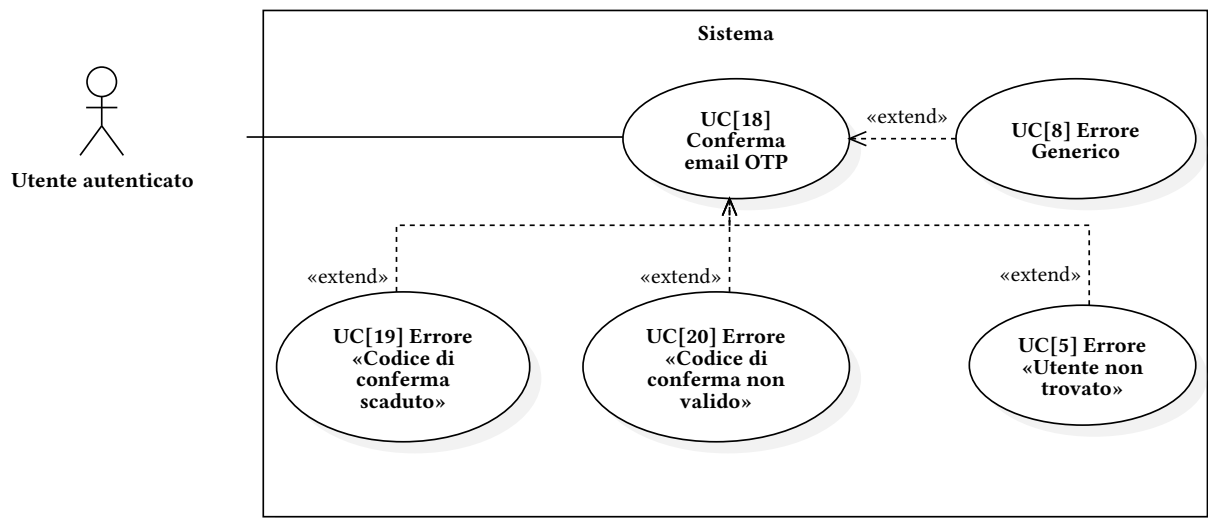 Sistema
UC[18]
Conferma
email OTP
«extend»
UC[8] Errore
Generico
Utente autenticato
«extend»
«extend»
«extend»
UC[19] Errore
«Codice di
conferma
scaduto»
UC[20] Errore
«Codice di
conferma non
valido»
UC[5] Errore
«Utente non
trovato»